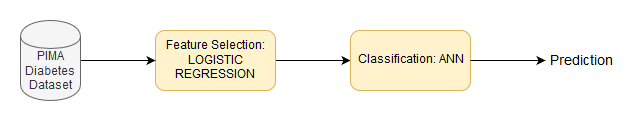 PIMA
Diabetes
Dataset
Feature Selection:
LOGISTIC
REGRESSION
Classification: ANN
Prediction